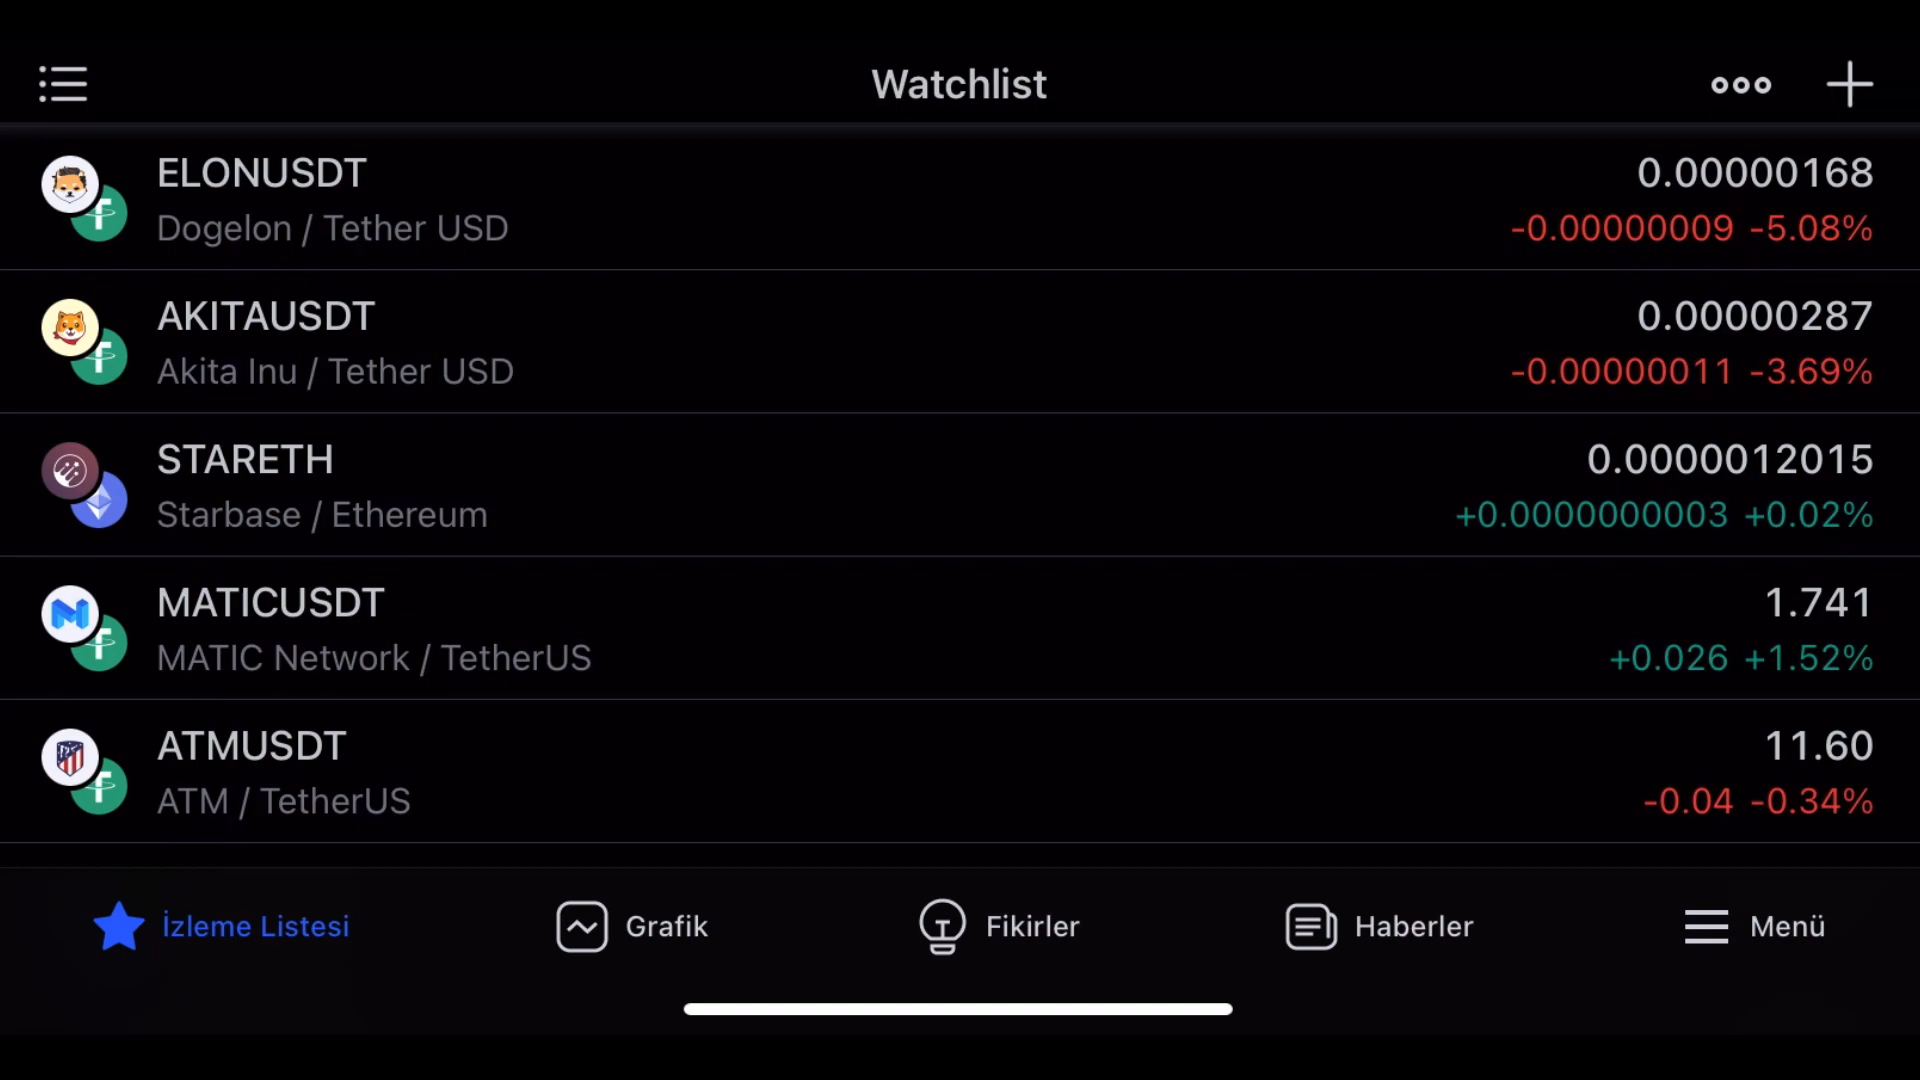 Watchlist
ELONUSDT 0.00000168
Dogelon / Tether USD -0.00000009 -5.08%
AKITAUSDT 0.00000287
Akita Inu / Tether USD -0.00000011 -3.69%
STARETH 0.0000012015
Starbase / Ethereum +0.0000000003 +0.02%
MATICUSDT 1.741
MATIC Network / TetherUS +0.026 +1.52%
ATMUSDT 11.60
ATM / TetherUS -0.04 -0.34%
İzleme Listesi Grafik Fikirler Haberler Menü